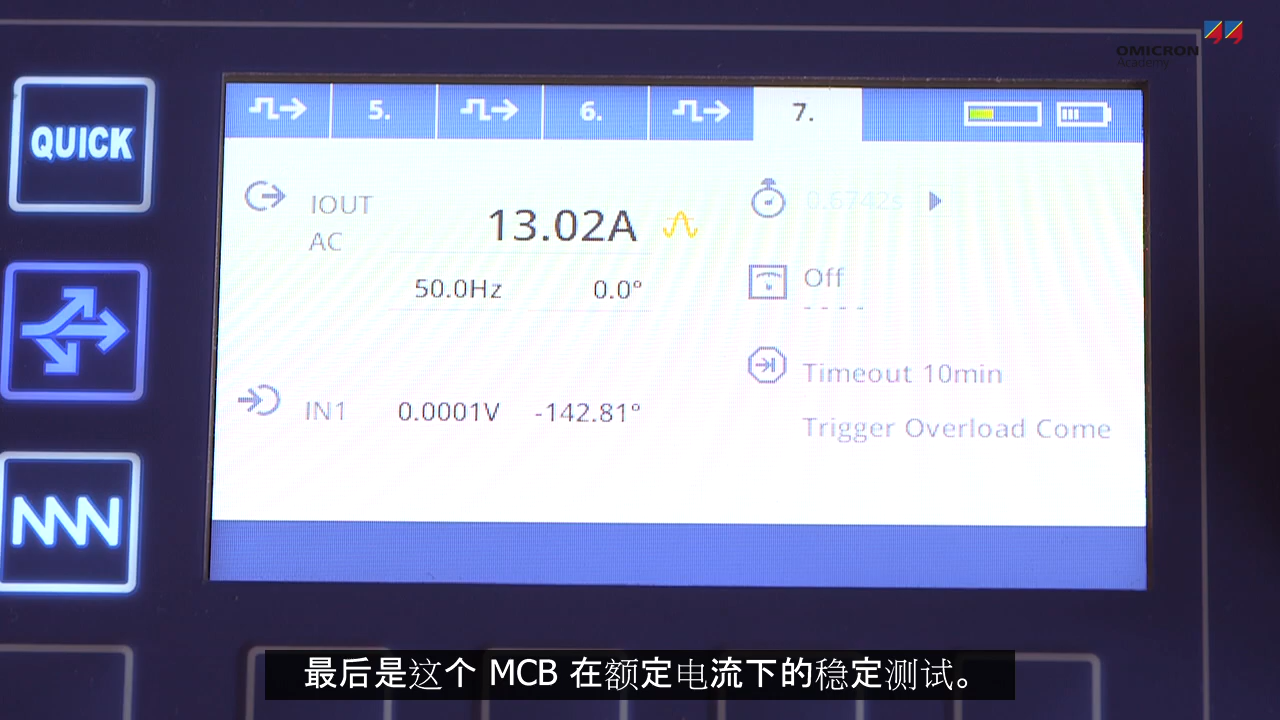 OMICRON
Academy
QUICK
5.
6.
7.
IOUT
AC
13.02A
0.6742s
50.0Hz
0.0°
Off
- - - -
Timeout 10min
IN1
0.0001V
-142.81°
Trigger Overload Come
最后是这个 MCB 在额定电流下的稳定测试。